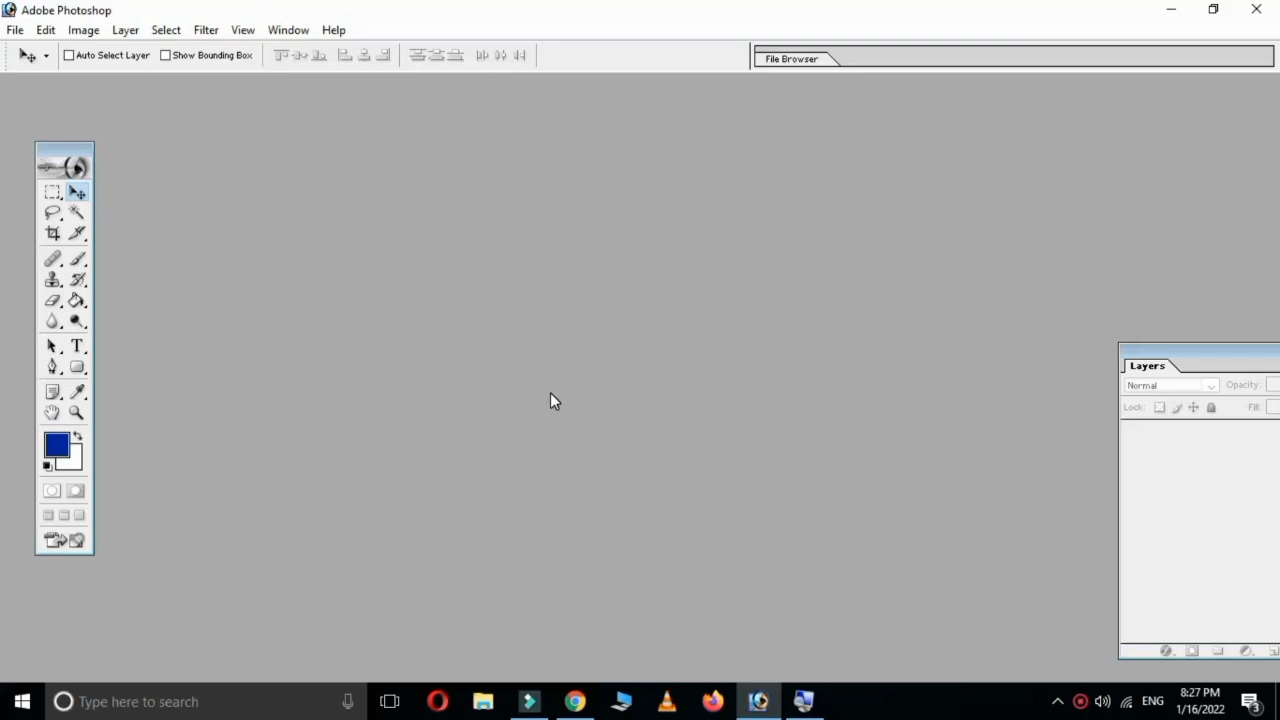 Adobe Photoshop
File Edit Image Layer Select Filter View Window Help
Auto Select Layer Show Bounding Box File Browser
T
Layers
Normal Opacity:
Lock: Fill:
Type here to search
ENG
8:27 PM
1/16/2022
3